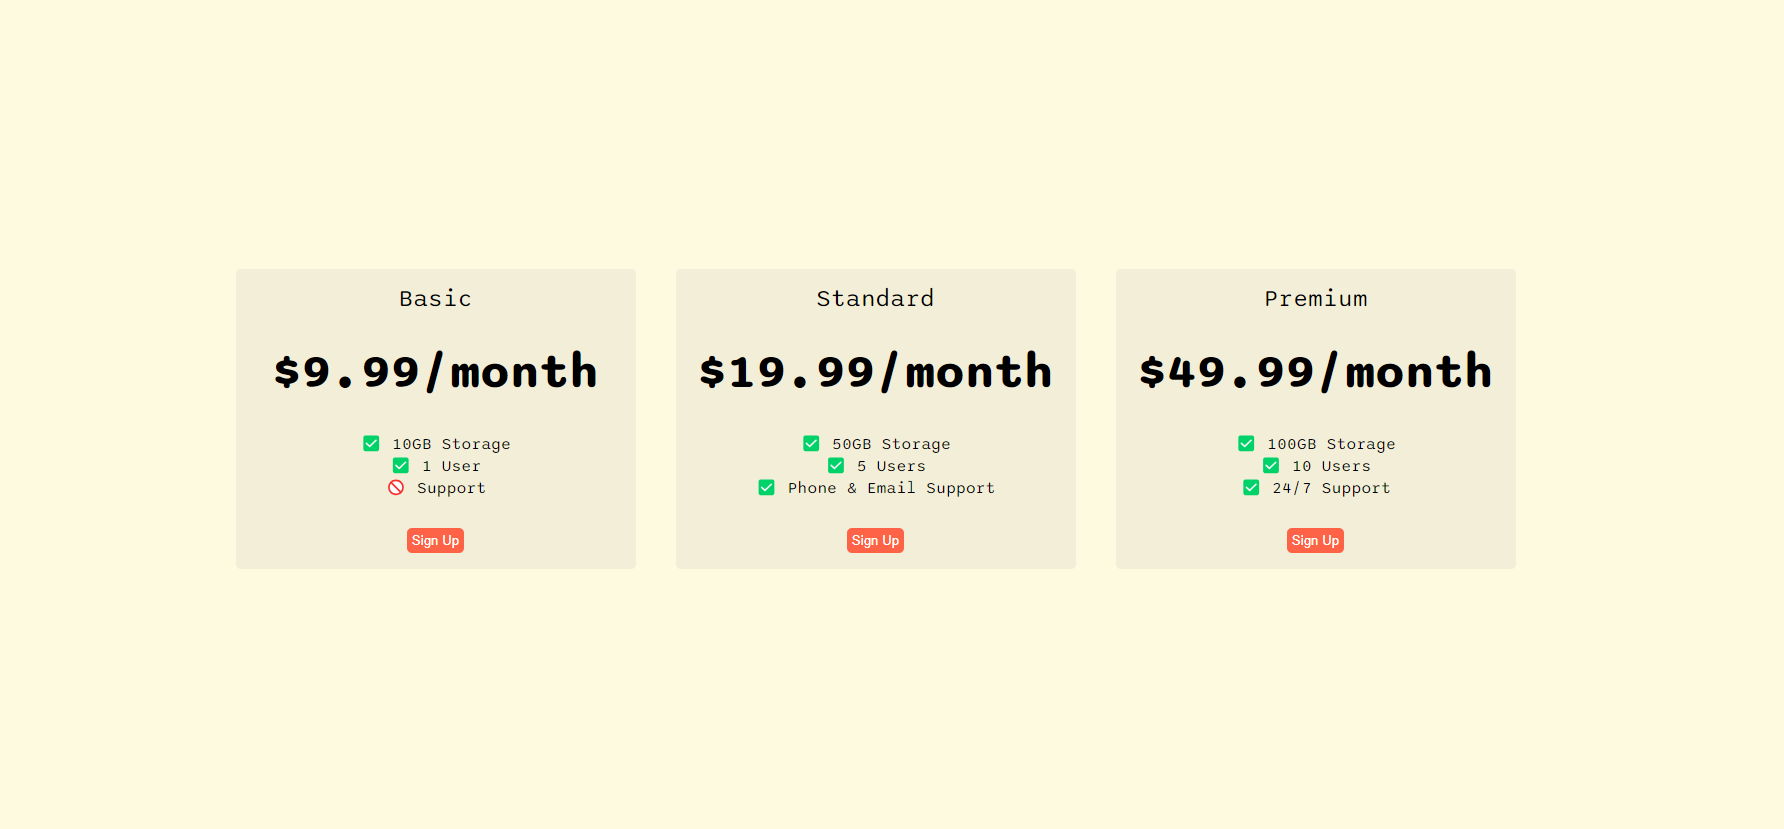 Basic
$9.99/month
✅ 10GB Storage
✅ 1 User
🚫 Support
Sign Up
Standard
$19.99/month
✅ 50GB Storage
✅ 5 Users
✅ Phone & Email Support
Sign Up
Premium
$49.99/month
✅ 100GB Storage
✅ 10 Users
✅ 24/7 Support
Sign Up